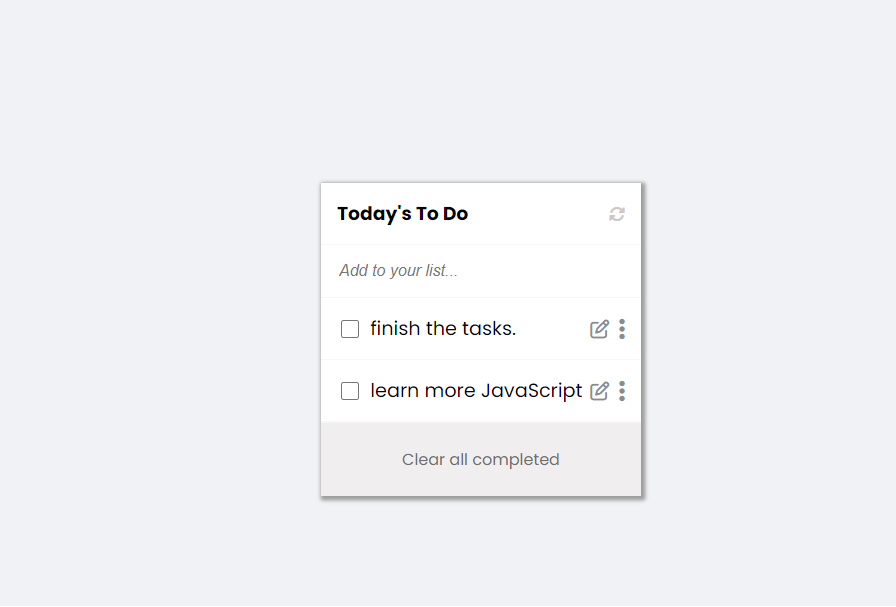 Today's To Do
Add to your list...
finish the tasks.
learn more JavaScript
Clear all completed